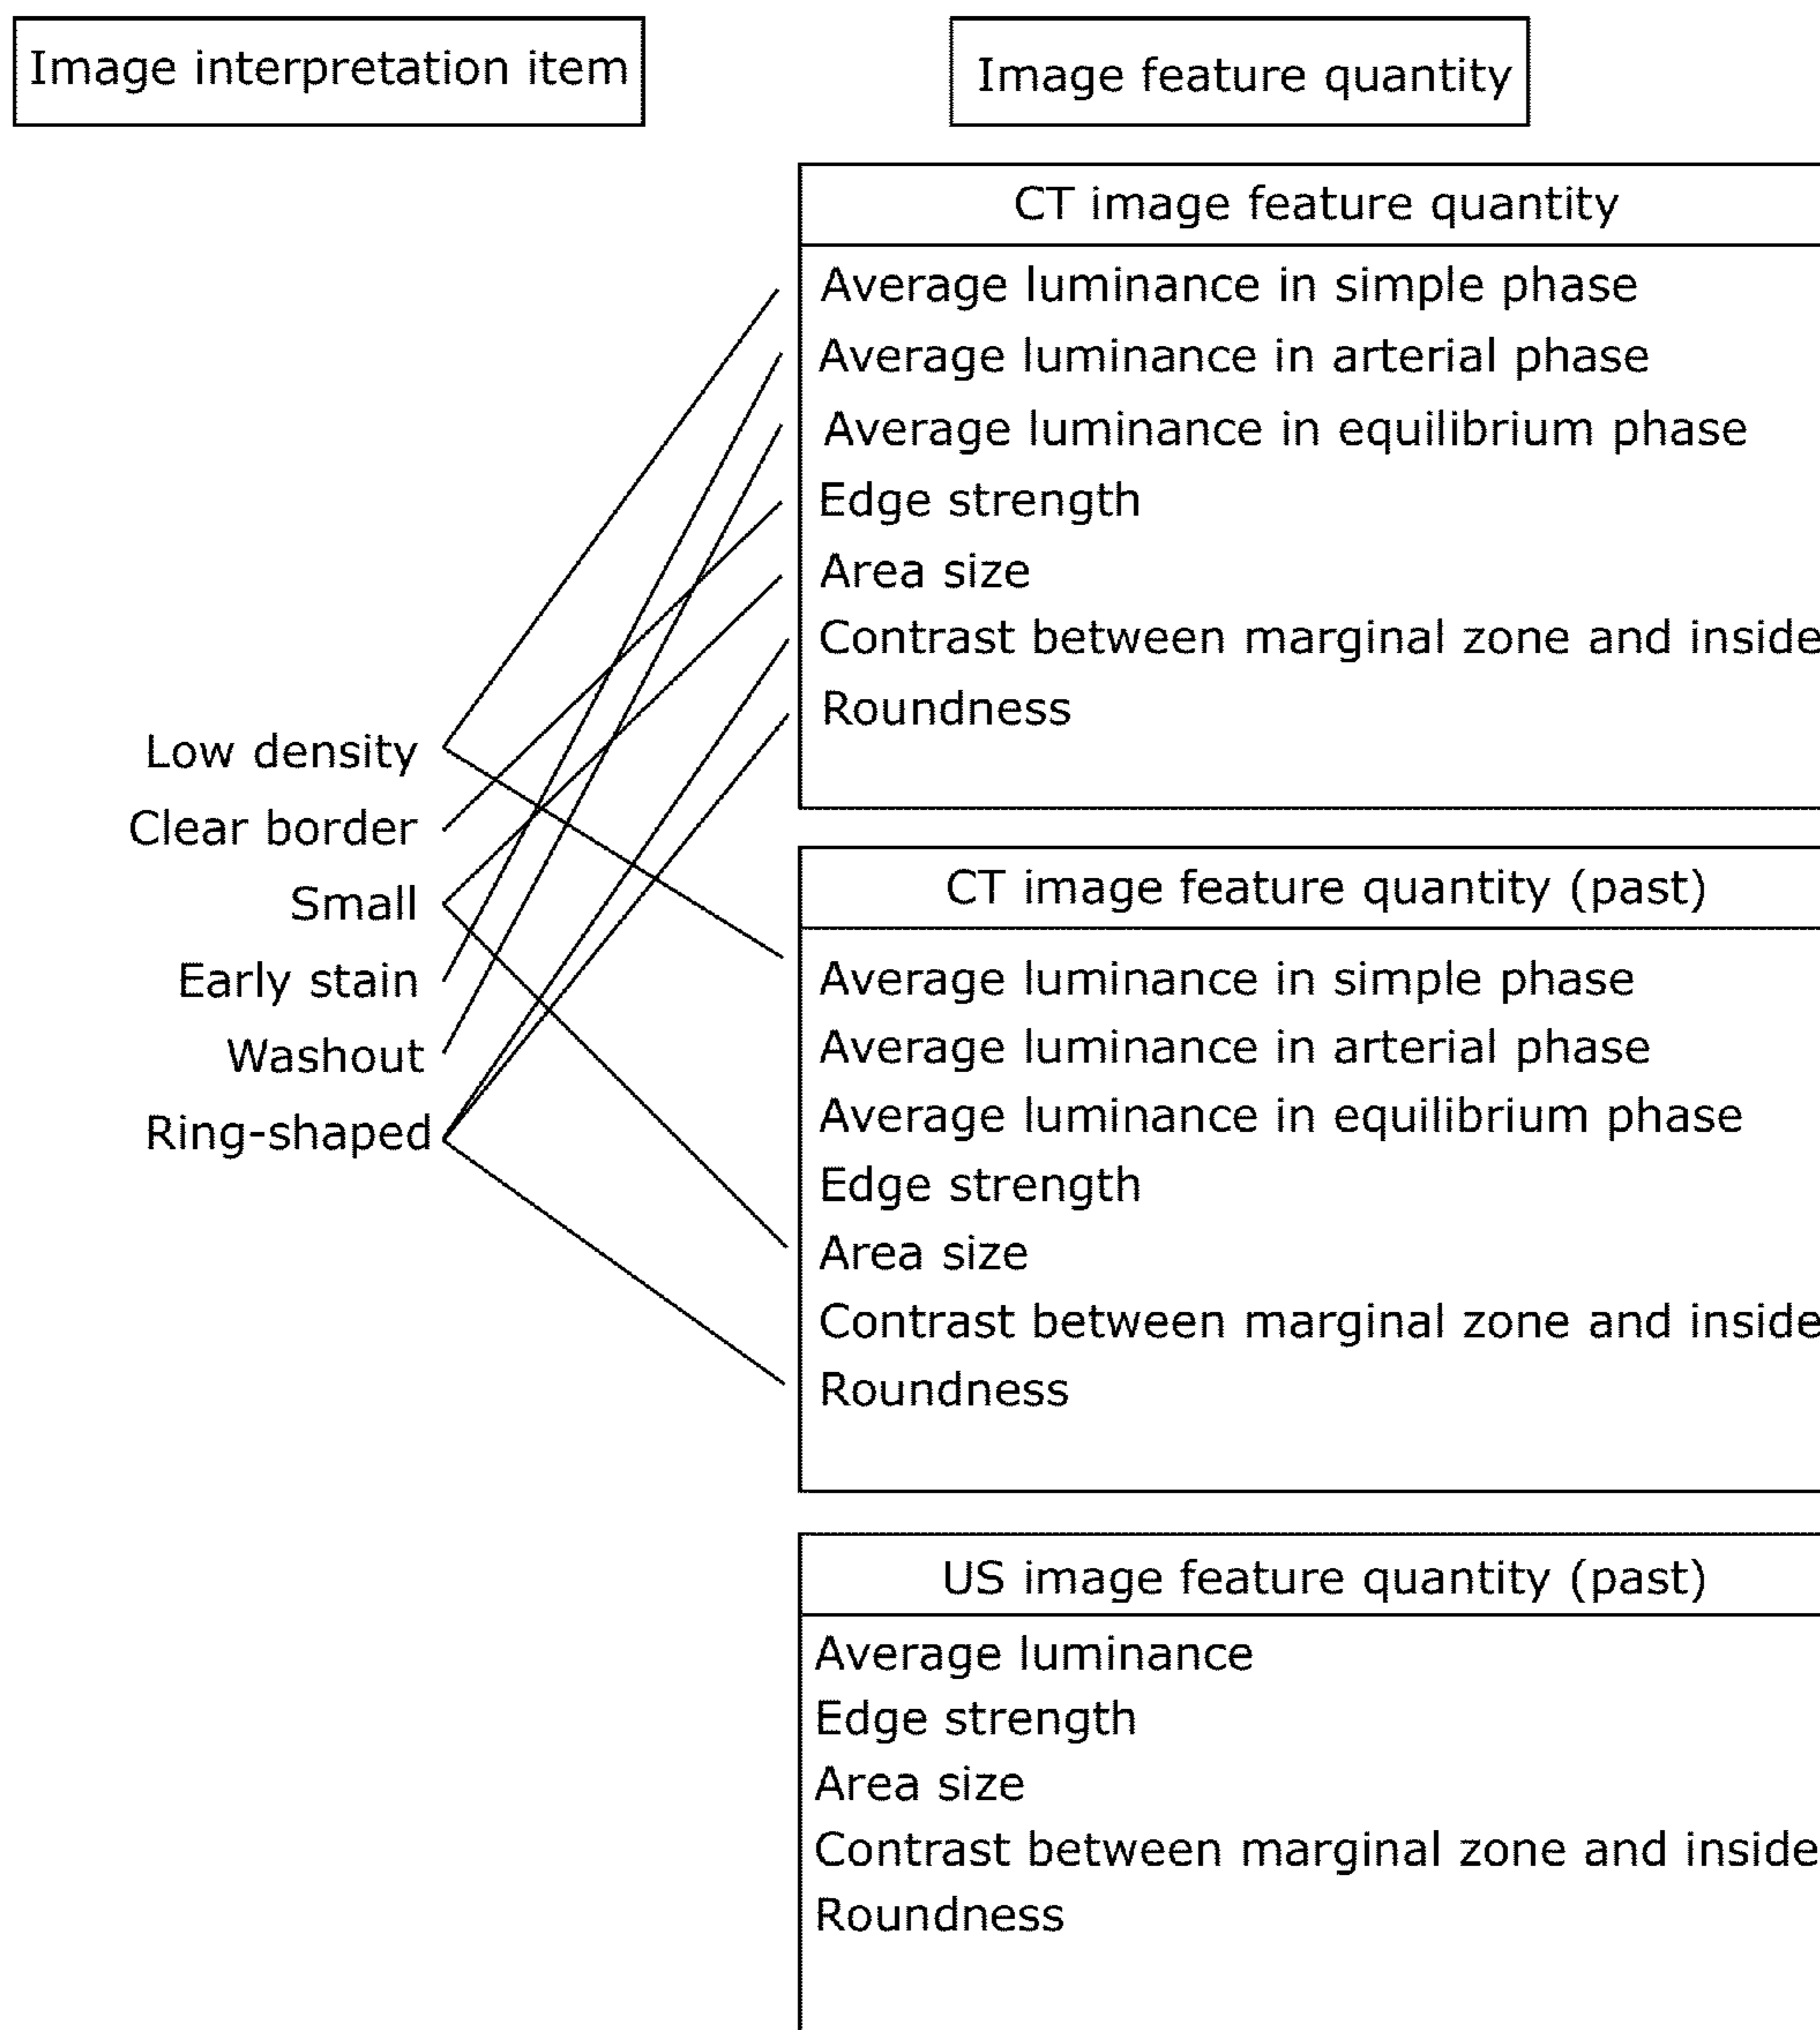 Image interpretation item
Image feature quantity
CT image feature quantity
Average luminance in simple phase
Average luminance in arterial phase
Average luminance in equilibrium phase
Edge strength
Area size
Contrast between marginal zone and inside
Roundness
Low density
Clear border
Small
Early stain
Washout
Ring-shaped
CT image feature quantity (past)
Average luminance in simple phase
Average luminance in arterial phase
Average luminance in equilibrium phase
Edge strength
Area size
Contrast between marginal zone and inside
Roundness
US image feature quantity (past)
Average luminance
Edge strength
Area size
Contrast between marginal zone and inside
Roundness